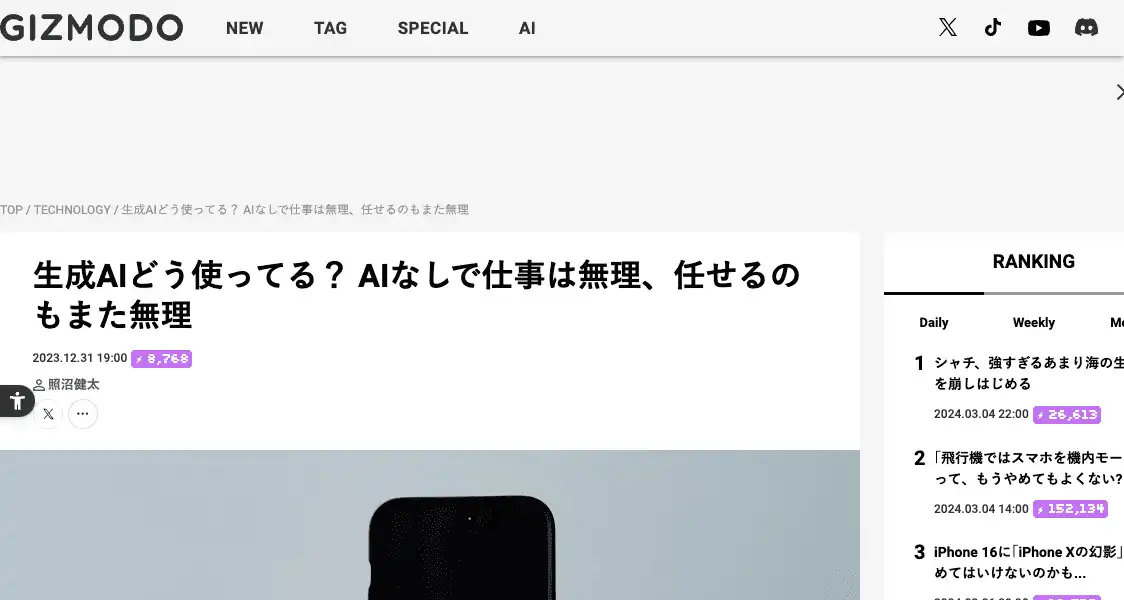 GIZMODO
NEW
TAG
SPECIAL
AI
TOP / TECHNOLOGY / 生成AIどう使ってる？ AIなしで仕事は無理、任せるのもまた無理
生成AIどう使ってる？ AIなしで仕事は無理、任せるの
もまた無理
2023.12.31 19:00 8,768
照沼健太
RANKING
Daily
Weekly
1 シャチ、強すぎるあまり海の生
を崩しはじめる
2024.03.04 22:00 26,613
2 「飛行機ではスマホを機内モー
って、もうやめてもよくない?
2024.03.04 14:00 152,134
3 iPhone 16に「iPhone Xの幻影」
めてはいけないのかも...